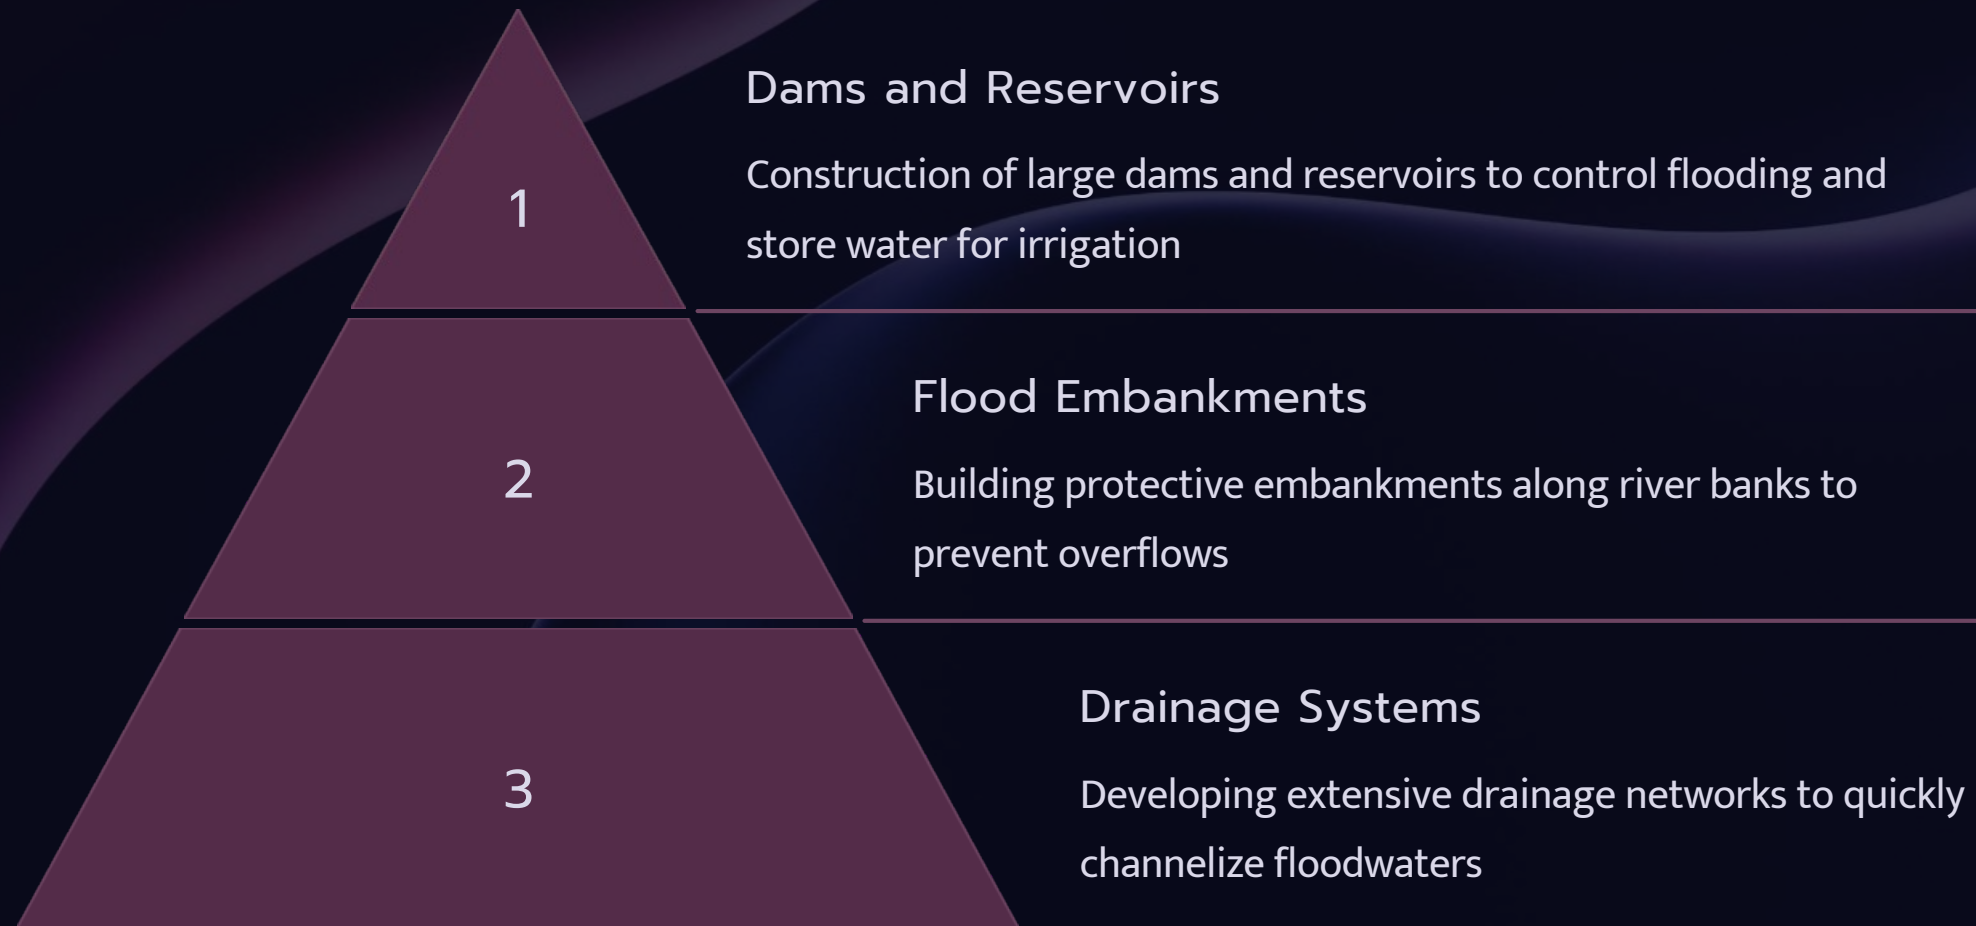 1
Dams and Reservoirs
Construction of large dams and reservoirs to control flooding and
store water for irrigation
2
Flood Embankments
Building protective embankments along river banks to
prevent overflows
3
Drainage Systems
Developing extensive drainage networks to quickly
channelize floodwaters